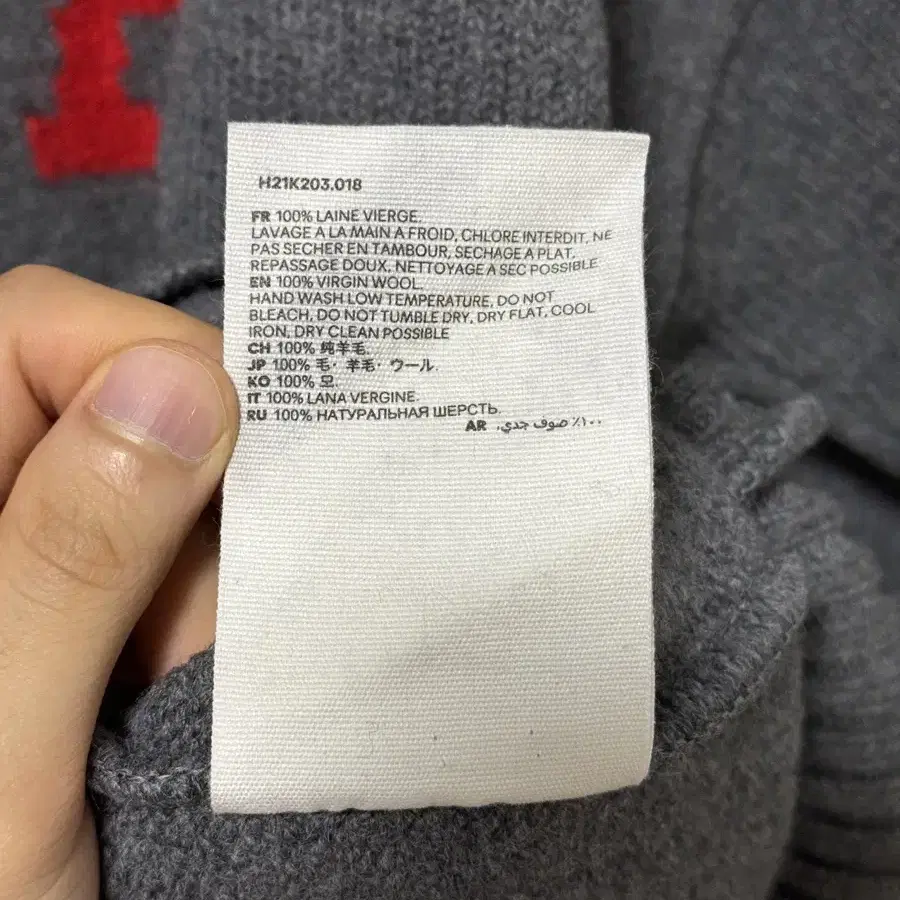 H21K203.018
FR 100% LAINE VIERGE.
LAVAGE A LA MAIN A FROID, CHLORE INTERDIT, NE
PAS SECHER EN TAMBOUR, SECHAGE A PLAT,
REPASSAGE DOUX, NETTOYAGE A SEC POSSIBLE
EN 100% VIRGIN WOOL.
HAND WASH LOW TEMPERATURE, DO NOT
BLEACH, DO NOT TUMBLE DRY, DRY FLAT, COOL
IRON, DRY CLEAN POSSIBLE
CH 100% 纯羊毛.
JP 100% 毛・羊毛・ウール.
KO 100% 모.
IT 100% LANA VERGINE.
RU 100% НАТУРАЛЬНАЯ ШЕРСТЬ.
AR ١٠٠٪ صوف جدي.